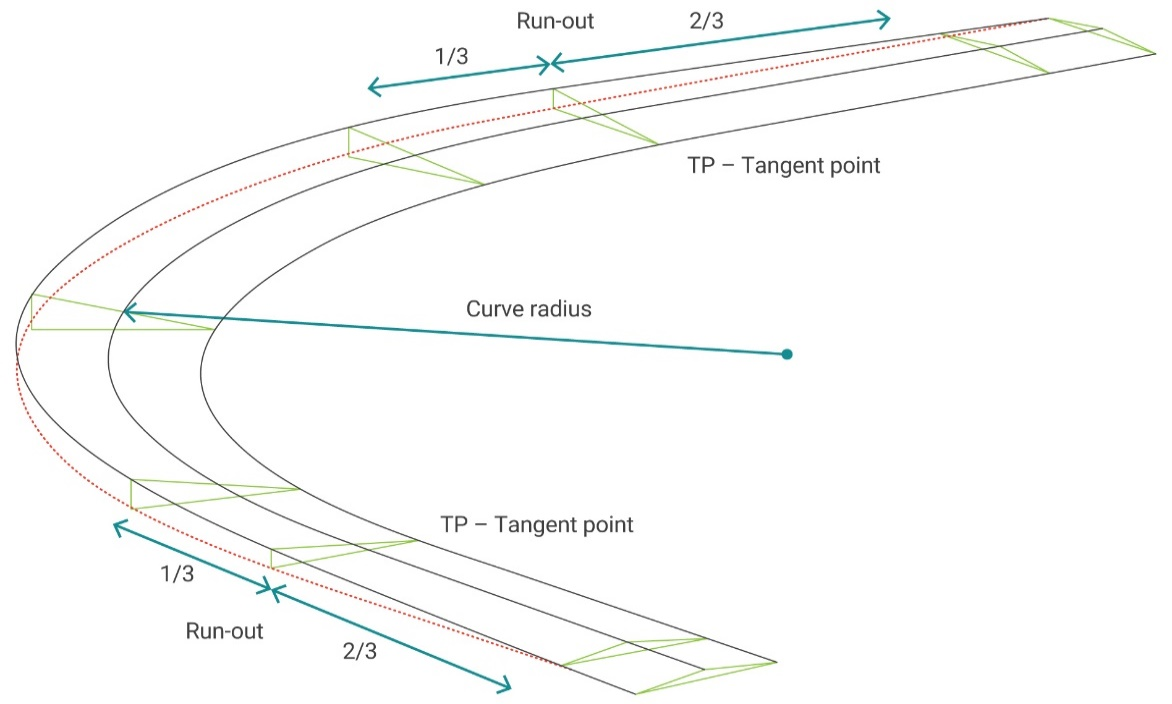 Run-out
2/3
1/3
TP – Tangent point
Curve radius
TP – Tangent point
1/3
Run-out
2/3